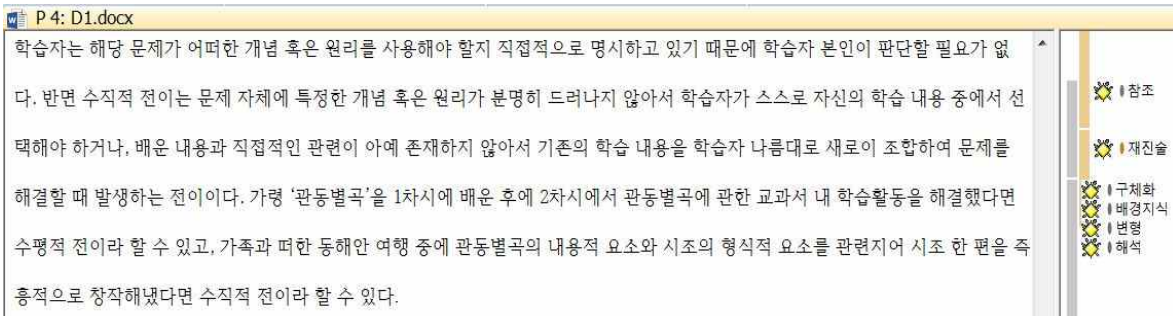 P 4: D1.docx
학습자는 해당 문제가 어떠한 개념 혹은 원리를 사용해야 할지 직접적으로 명시하고 있기 때문에 학습자 본인이 판단할 필요가 없
다. 반면 수직적 전이는 문제 자체에 특정한 개념 혹은 원리가 분명히 드러나지 않아서 학습자가 스스로 자신의 학습 내용 중에서 선
택해야 하거나, 배운 내용과 직접적인 관련이 아예 존재하지 않아서 기존의 학습 내용을 학습자 나름대로 새로이 조합하여 문제를
해결할 때 발생하는 전이이다. 가령 '관동별곡'을 1차시에 배운 후에 2차시에서 관동별곡에 관한 교과서 내 학습활동을 해결했다면
수평적 전이라 할 수 있고, 가족과 떠한 동해안 여행 중에 관동별곡의 내용적 요소와 시조의 형식적 요소를 관련지어 시조 한 편을 즉
흥적으로 창작해냈다면 수직적 전이라 할 수 있다.
참조
재진술
구체화
배경지식
변형
해석